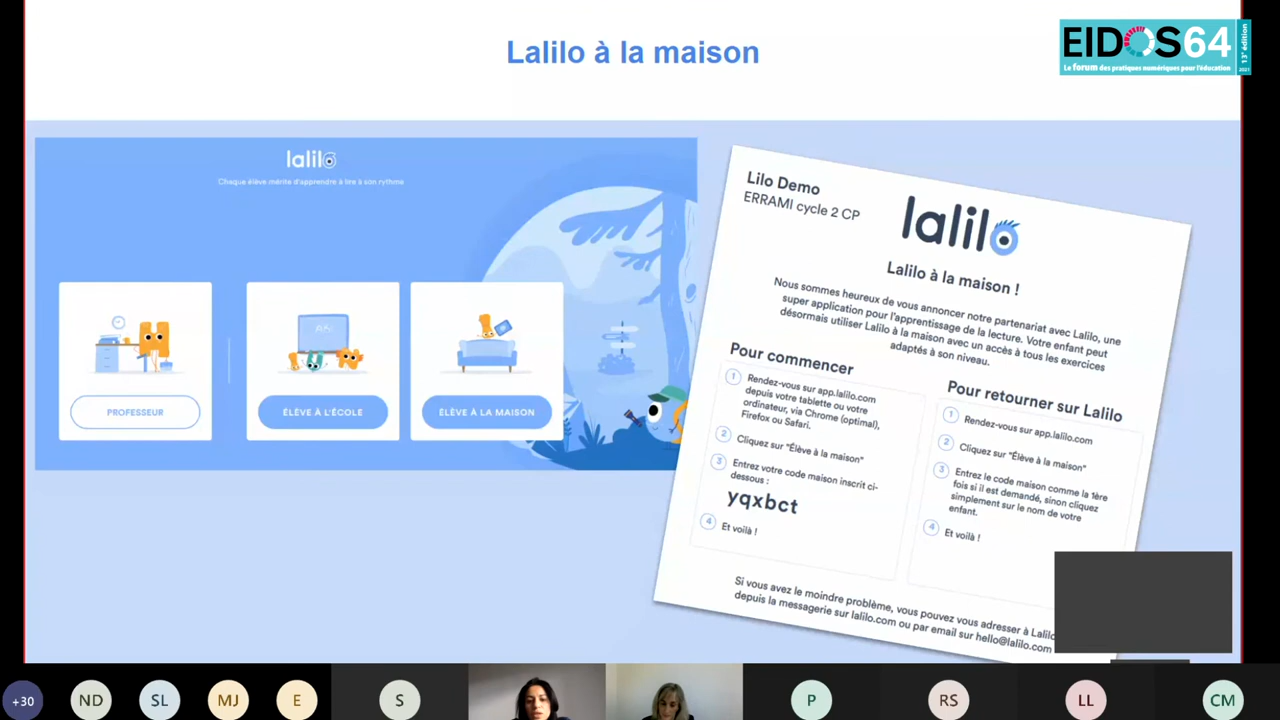 Lalilo à la maison
EIDOS64
Le forum des pratiques numériques pour l'éducation
13e édition
2021
lalilo
Chaque élève mérite d'apprendre à lire à son rythme
PROFESSEUR
ÉLÈVE À L'ÉCOLE
ÉLÈVE À LA MAISON
Lilo Demo
ERRAMI cycle 2 CP
lalilo
Lalilo à la maison !
Nous sommes heureux de vous annoncer notre partenariat avec Lalilo, une
super application pour l'apprentissage de la lecture. Votre enfant peut
désormais utiliser Lalilo à la maison avec un accès à tous les exercices
adaptés à son niveau.
Pour commencer
1 Rendez-vous sur app.lalilo.com
depuis votre tablette ou votre
ordinateur, via Chrome (optimal),
Firefox ou Safari.
2 Cliquez sur "Élève à la maison"
3 Entrez votre code maison inscrit ci-
dessous :
yqxbct
4 Et voilà !
Pour retourner sur Lalilo
1 Rendez-vous sur app.lalilo.com
2 Cliquez sur "Élève à la maison"
3 Entrez le code maison comme la 1ère
fois si il est demandé, sinon cliquez
simplement sur le nom de votre
enfant.
4 Et voilà !
Si vous avez le moindre problème, vous pouvez vous adresser à Lalilo
depuis la messagerie sur lalilo.com ou par email sur hello@lalilo.com
+30
ND
SL
MJ
E
S
P
RS
LL
CM